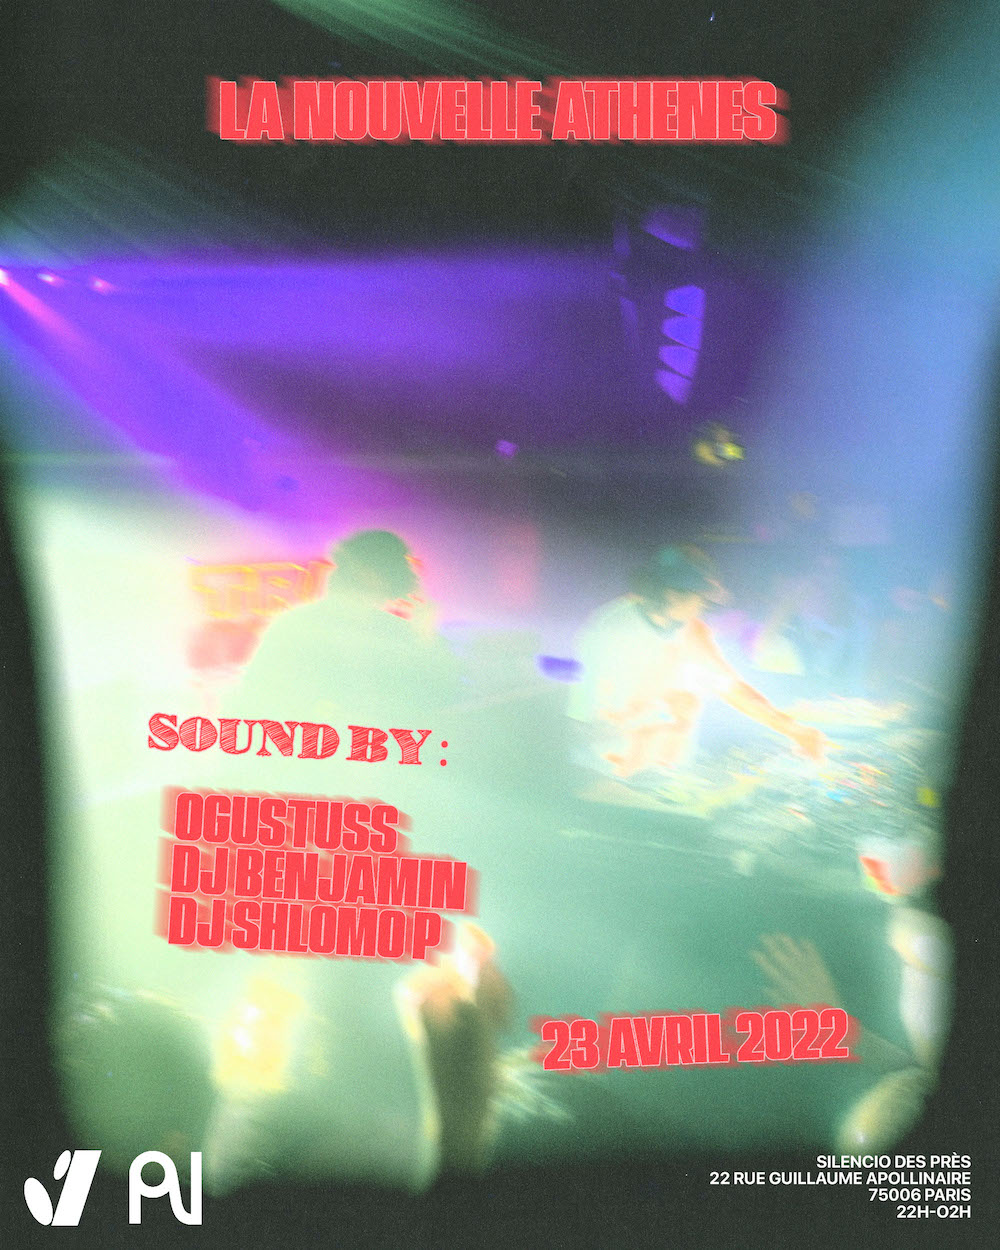 LA NOUVELLE ATHENES
SOUND BY :
OGUSTUSS
DJ BENJAMIN
DJ SHLOMO P
23 AVRIL 2022
SILENCIO DES PRÈS
22 RUE GUILLAUME APOLLINAIRE
75006 PARIS
22H-02H